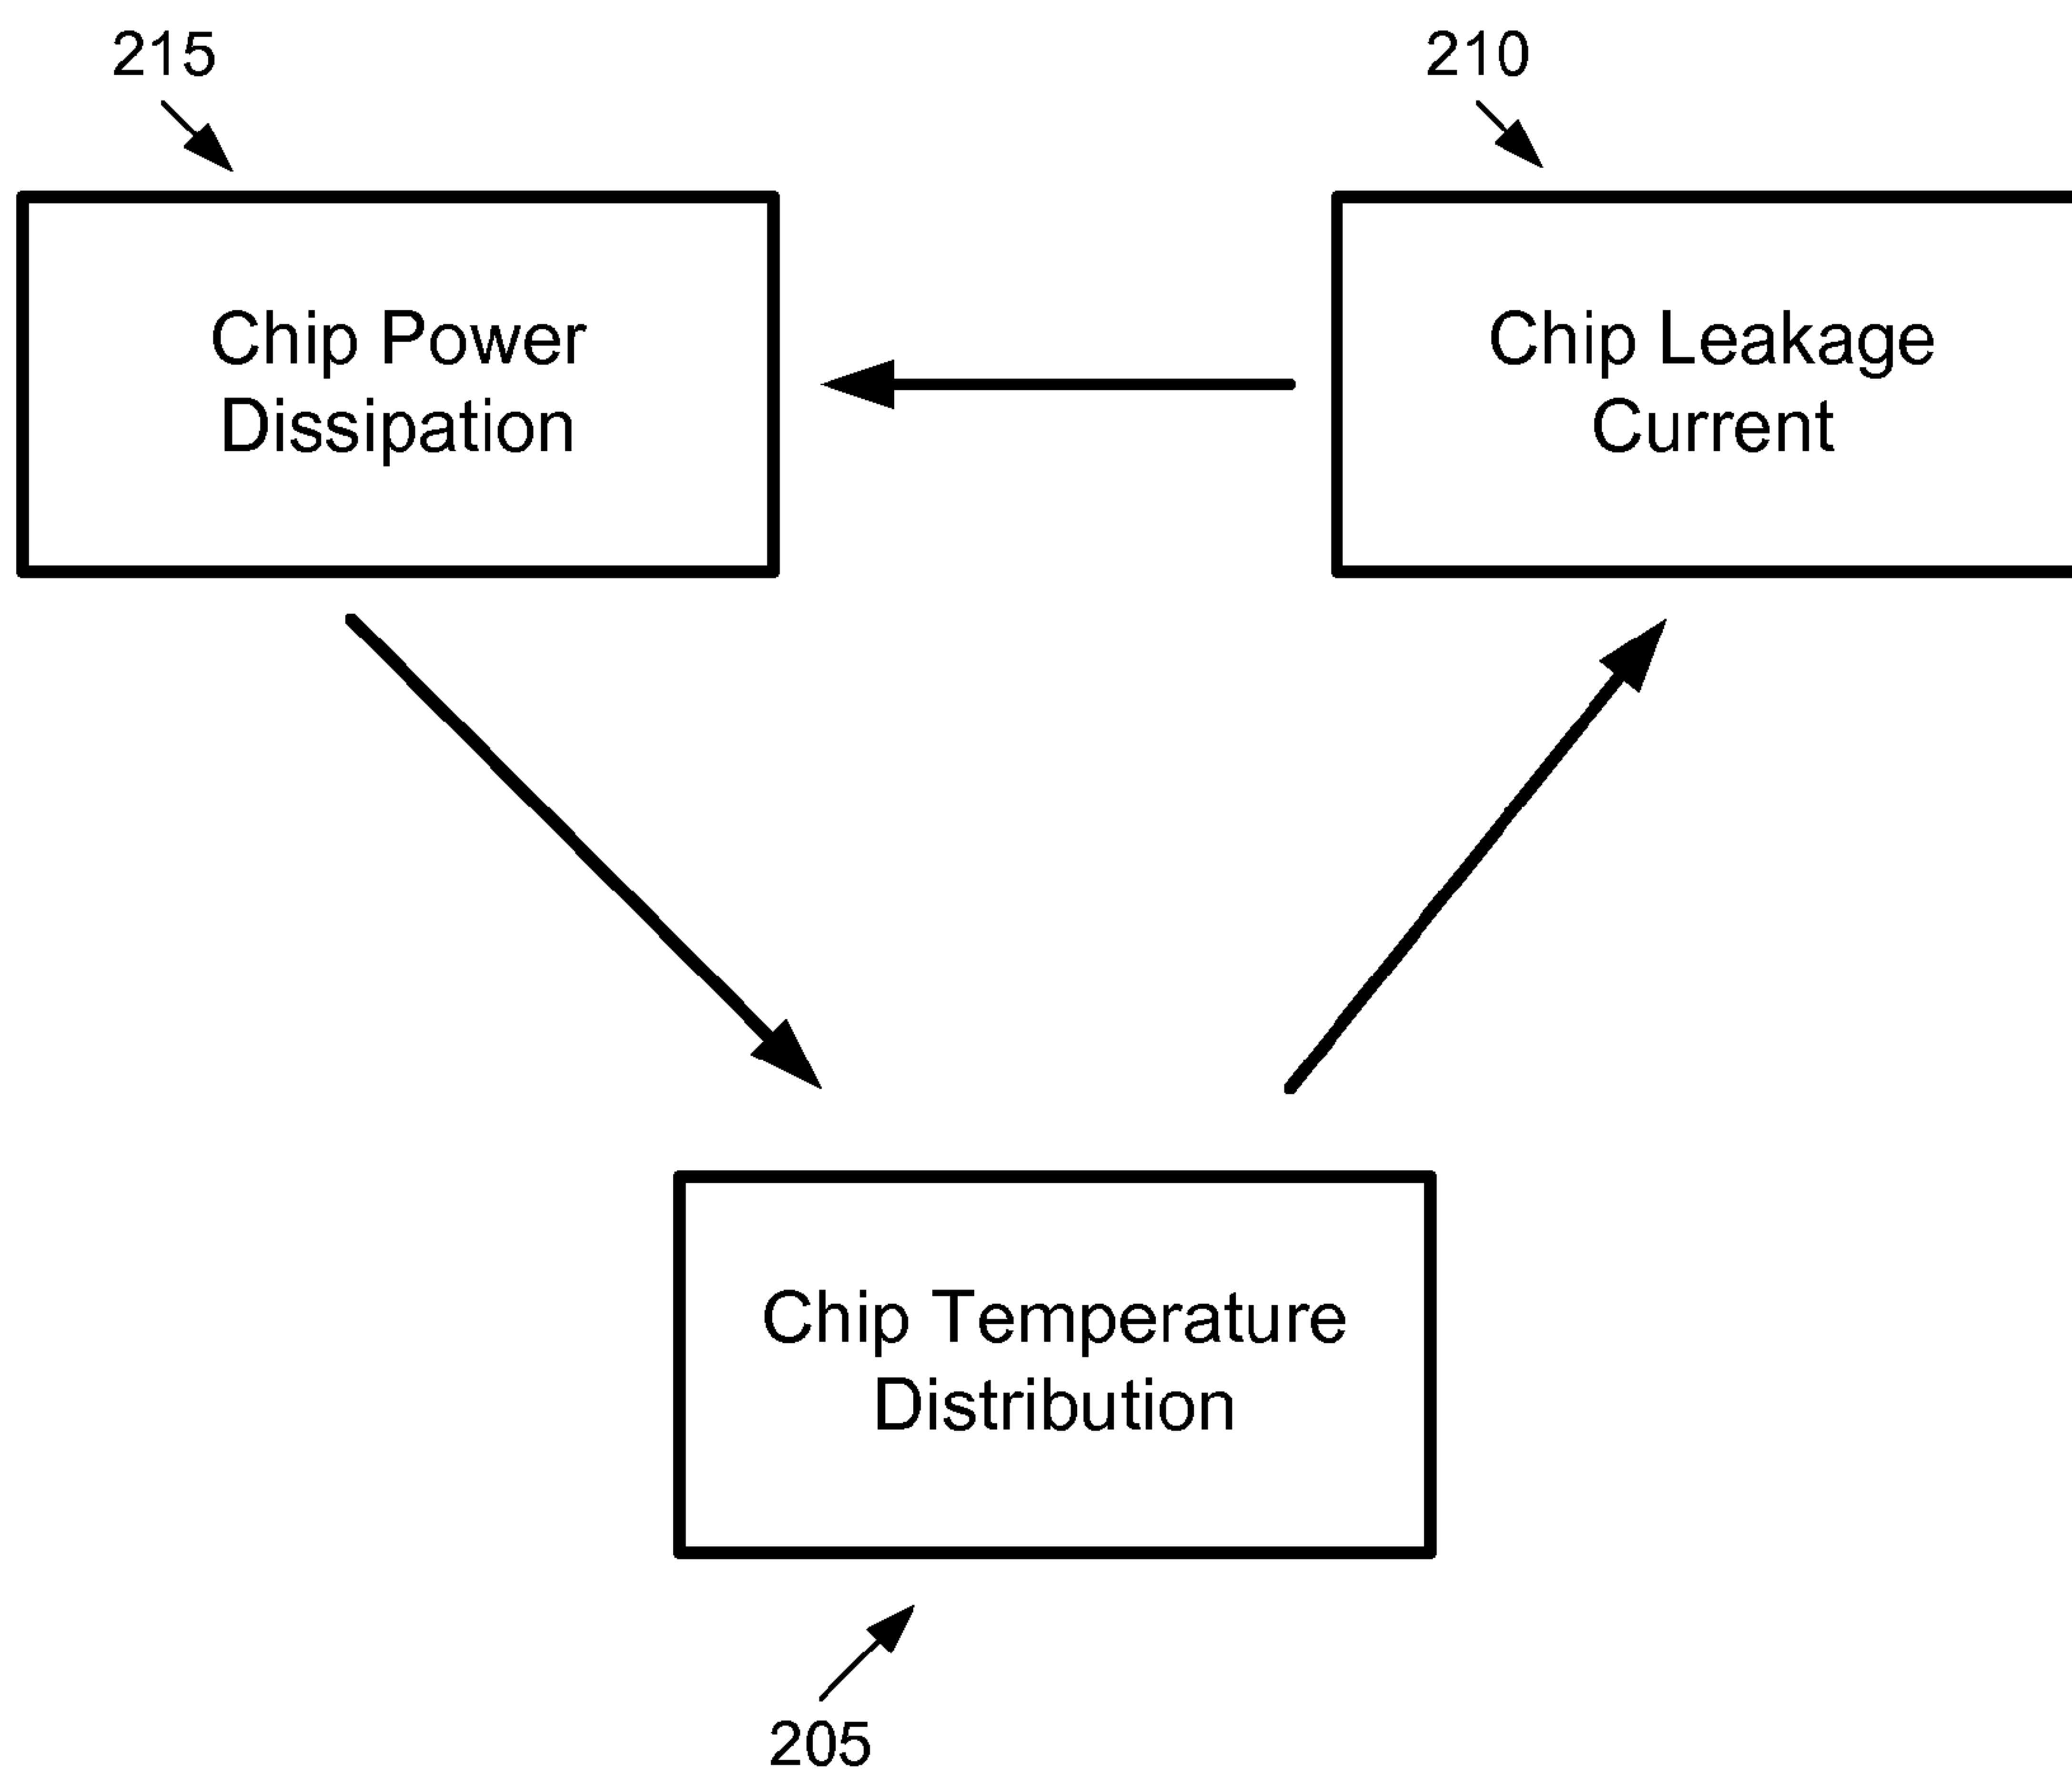 215
210
Chip Power
Dissipation
Chip Leakage
Current
Chip Temperature
Distribution
205